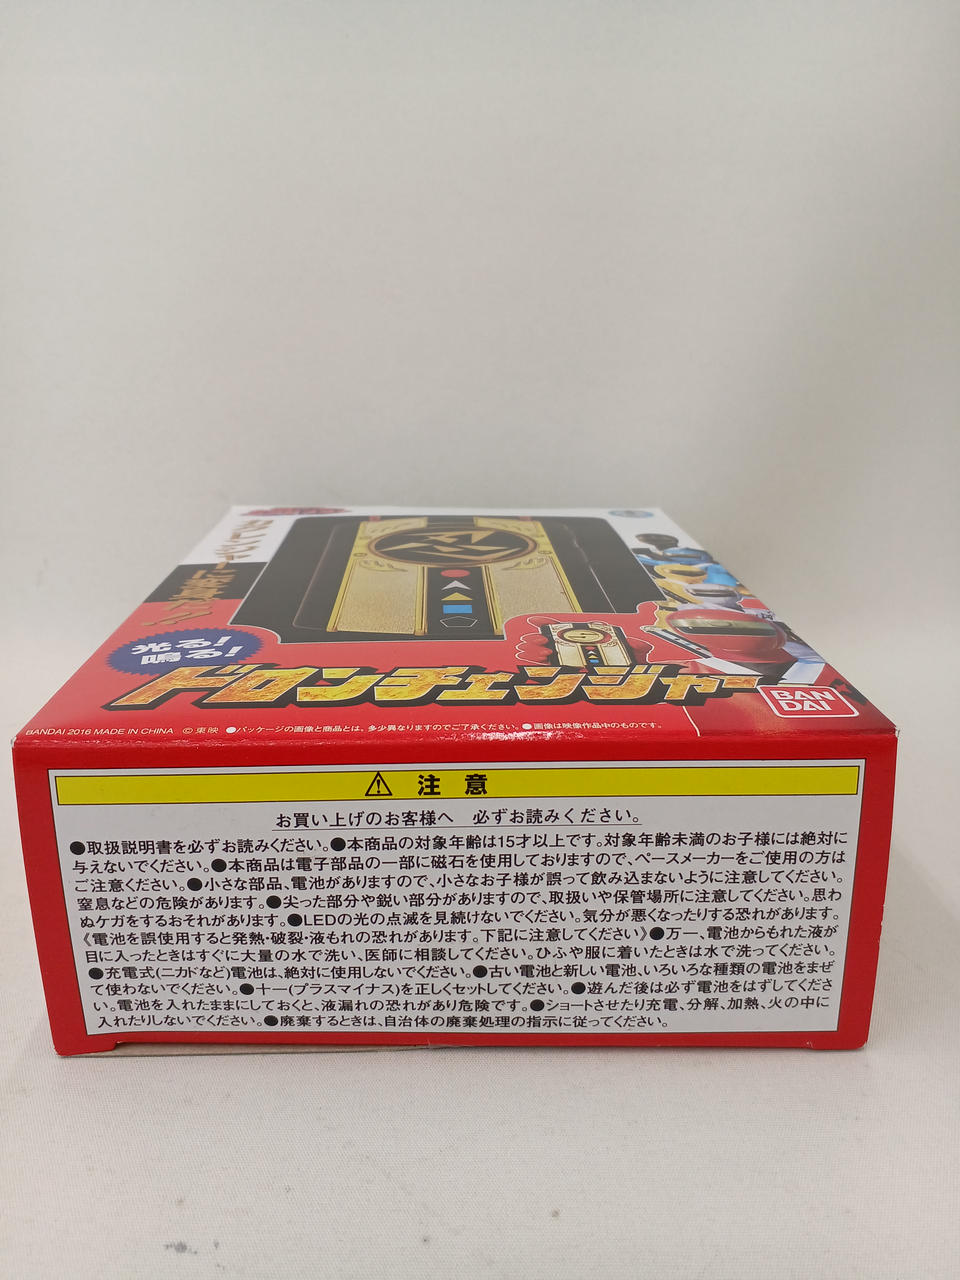 光る!
鳴る!
ドロンチェンジャー
BAN
DAI
BANDAI 2016 MADE IN CHINA ©東映 ●パッケージの画像と商品とは、多少異なりますのでご了承ください。●画像は映像作品中のものです。
注意
お買い上げのお客様へ 必ずお読みください。
●取扱説明書を必ずお読みください。●本商品の対象年齢は15才以上です。対象年齢未満のお子様には絶対に
与えないでください。●本商品は電子部品の一部に磁石を使用しておりますので、ペースメーカーをご使用の方は
ご注意ください。●小さな部品、電池がありますので、小さなお子様が誤って飲み込まないように注意してください。
窒息などの危険があります。●尖った部分や鋭い部分がありますので、取扱いや保管場所に注意してください。思わ
ぬケガをするおそれがあります。●LEDの光の点滅を見続けないでください。気分が悪くなったりする恐れがあります。
《電池を誤使用すると発熱・破裂・液もれの恐れがあります。下記に注意してください》●万一、電池からもれた液が
目に入ったときはすぐに大量の水で洗い、医師に相談してください。ひふや服に着いたときは水で洗ってください。
●充電式(ニカドなど)電池は、絶対に使用しないでください。●古い電池と新しい電池、いろいろな種類の電池をまぜ
て使わないでください。●+−(プラスマイナス)を正しくセットしてください。●遊んだ後は必ず電池をはずしてくださ
い。電池を入れたままにしておくと、液漏れの恐れがあり危険です。●ショートさせたり充電、分解、加熱、火の中に
入れたりしないでください。●廃棄するときは、自治体の廃棄処理の指示に従ってください。